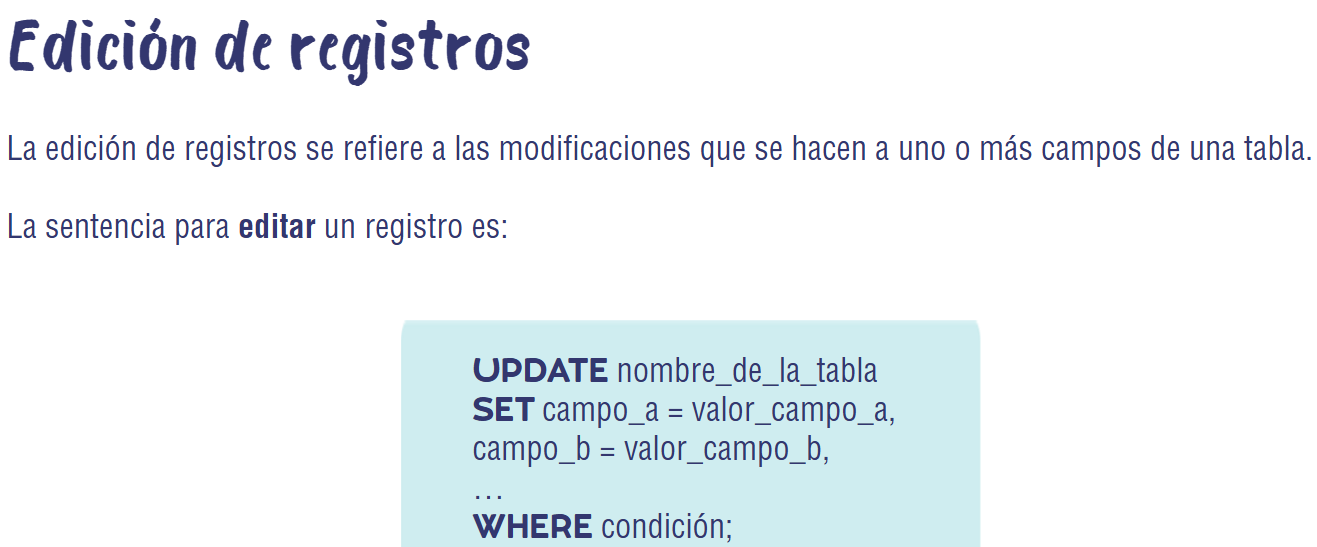 Edición de registros
La edición de registros se refiere a las modificaciones que se hacen a uno o más campos de una tabla.
La sentencia para editar un registro es:
UPDATE nombre_de_la_tabla
SET campo_a = valor_campo_a,
campo_b = valor_campo_b,
...
WHERE condición;